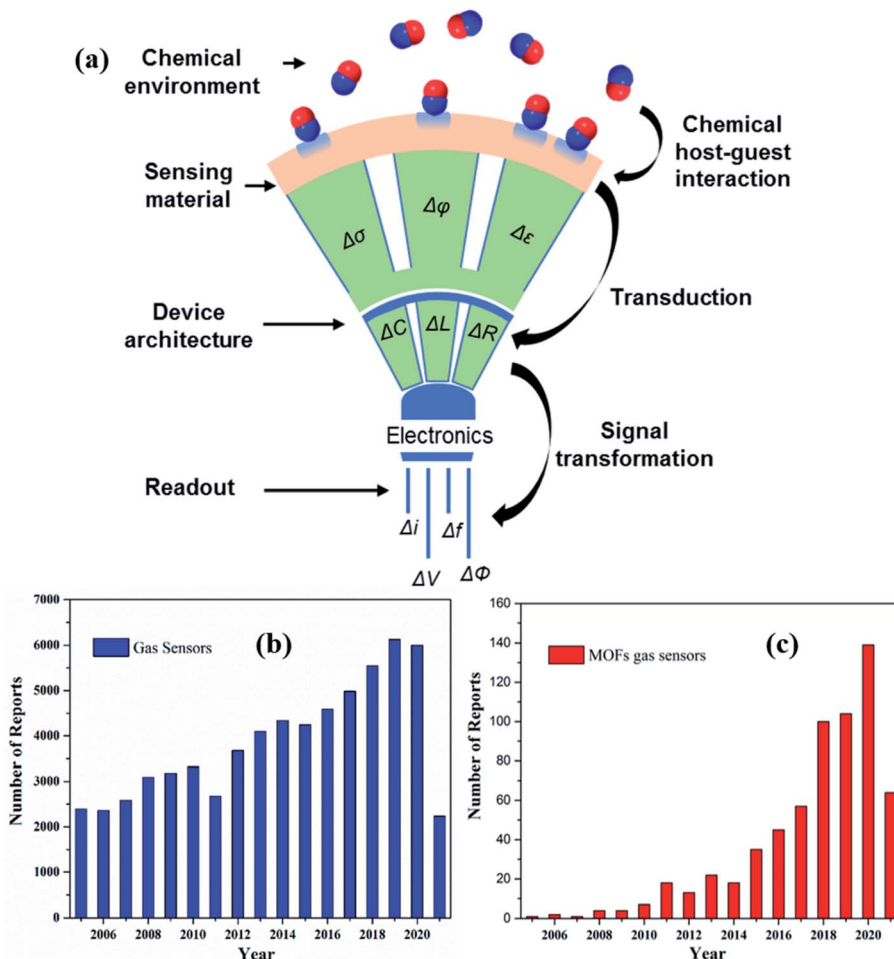 (a)
Chemical
environment
Chemical
host-guest
interaction
Sensing
material
Δσ
Δφ
Δε
Transduction
Device
architecture
ΔC
ΔL
ΔR
Electronics
Signal
transformation
Readout
Δi
Δf
ΔV
ΔΦ
(b)
Gas Sensors
Number of Reports
7000
6000
5000
4000
3000
2000
1000
0
2006 2008 2010 2012 2014 2016 2018 2020
Year
(c)
MOFs gas sensors
Number of Reports
160
140
120
100
80
60
40
20
0
2006 2008 2010 2012 2014 2016 2018 2020
Year